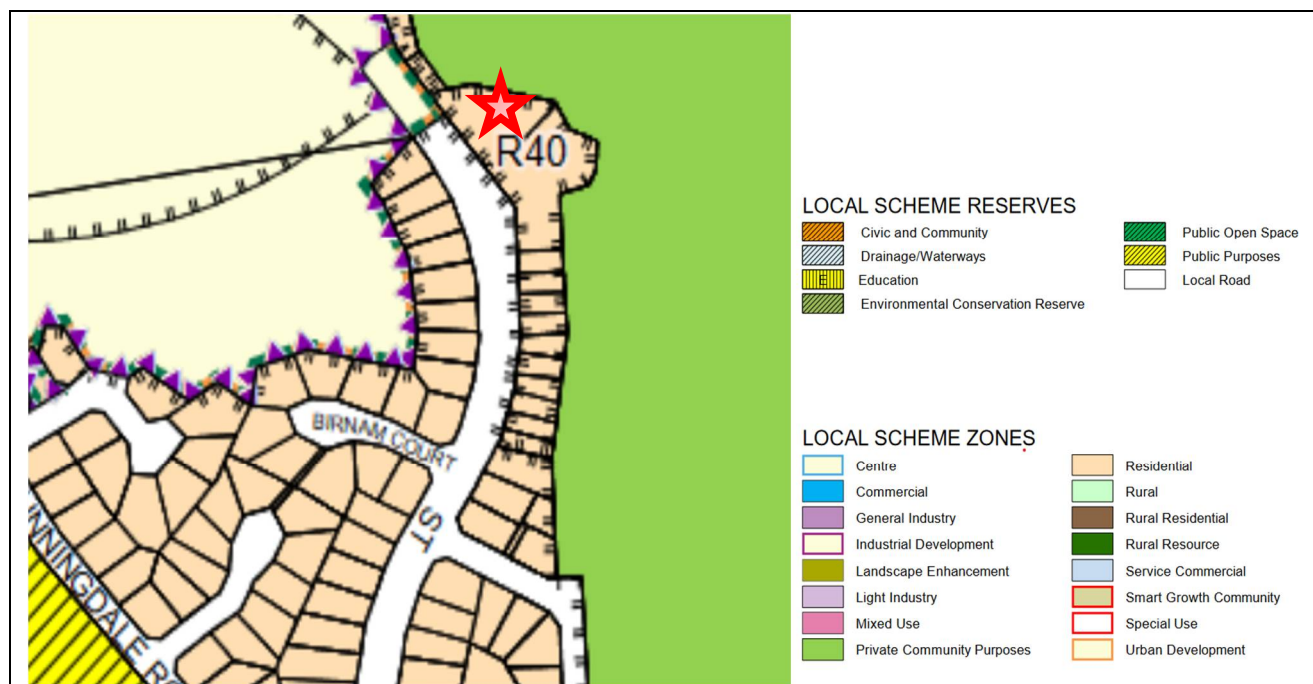 R40
BIRNAM COURT
ST
NNINGDALE RO
LOCAL SCHEME RESERVES
Civic and Community
Drainage/Waterways
E Education
Environmental Conservation Reserve
Public Open Space
Public Purposes
Local Road
LOCAL SCHEME ZONES
Centre
Commercial
General Industry
Industrial Development
Landscape Enhancement
Light Industry
Mixed Use
Private Community Purposes
Residential
Rural
Rural Residential
Rural Resource
Service Commercial
Smart Growth Community
Special Use
Urban Development